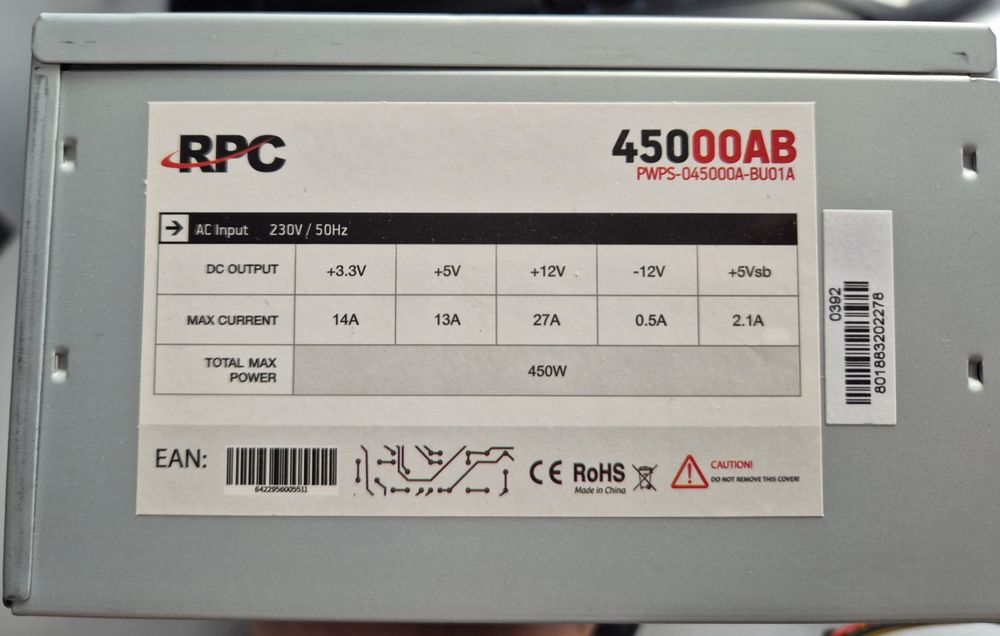 RPC
45000AB
PWPS-045000A-BU01A
AC Input 230V / 50Hz
DC OUTPUT +3.3V +5V +12V -12V +5Vsb
MAX CURRENT 14A 13A 27A 0.5A 2.1A
TOTAL MAX POWER 450W
0392
801883202278
EAN:
6422956005511
CE RoHS
Made in China
CAUTION!
DO NOT REMOVE THIS COVER!